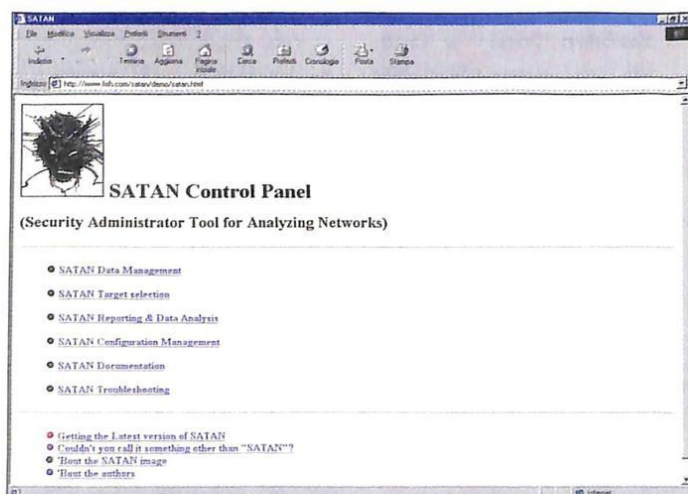 SATAN
File Modifica Visualizza Preferiti Strumenti ?
Indietro Termina Aggiorna Pagina iniziale Cerca Preferiti Cronologia Posta Stampa
Indirizzo http://www.fish.com/satan/demo/satan.html
SATAN Control Panel
(Security Administrator Tool for Analyzing Networks)
SATAN Data Management
SATAN Target selection
SATAN Reporting & Data Analysis
SATAN Configuration Management
SATAN Documentation
SATAN Troubleshooting
Getting the Latest version of SATAN
Couldn't you call it something other than "SATAN"?
'Bout the SATAN image
'Bout the authors
Internet